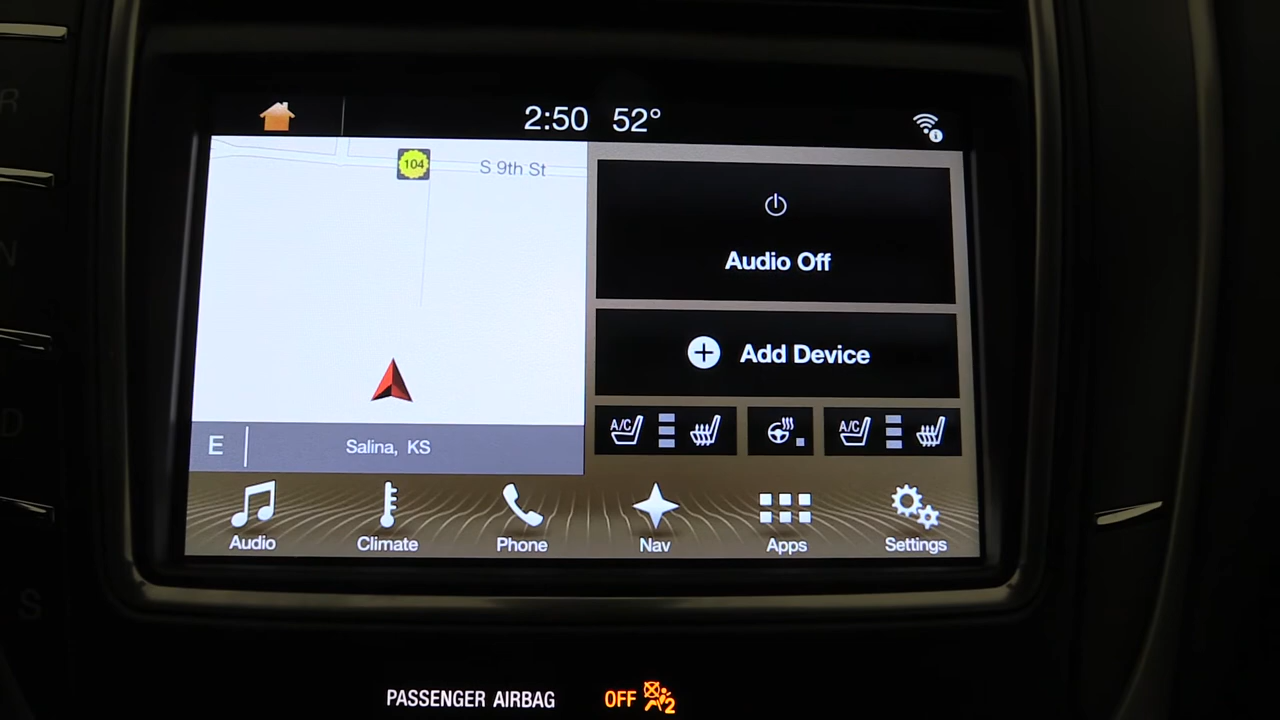 2:50 52°
104
S 9th St
Audio Off
Add Device
A/C
A/C
E
Salina, KS
Audio
Climate
Phone
Nav
Apps
Settings
R
N
D
S
PASSENGER AIRBAG OFF
2